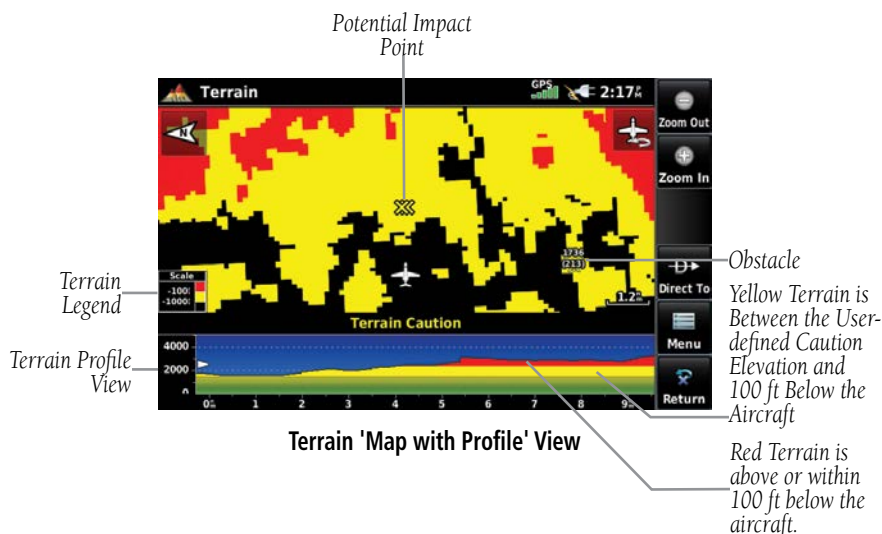 Potential Impact
Point
Terrain
GPS
2:17 P M
Zoom Out
Zoom In
N
1736
(213)
Obstacle
Terrain
Legend
Scale
-100
-1000
1.2
Direct To
Terrain Caution
Yellow Terrain is
Between the User-
defined Caution
Elevation and
100 ft Below the
Aircraft
Menu
Terrain Profile
View
4000
2000
0
0 1 2 3 4 5 6 7 8 9
Return
Terrain 'Map with Profile' View
Red Terrain is
above or within
100 ft below the
aircraft.